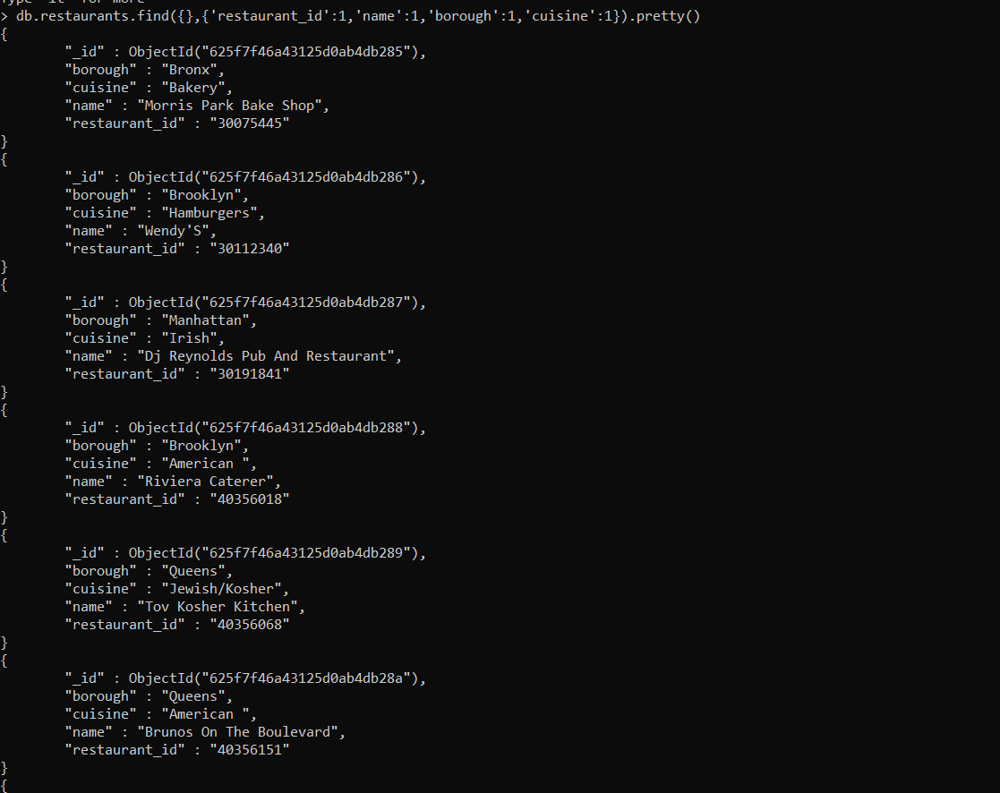 Type "it" for more
> db.restaurants.find({},{'restaurant_id':1,'name':1,'borough':1,'cuisine':1}).pretty()
{
        "_id" : ObjectId("625f7f46a43125d0ab4db285"),
        "borough" : "Bronx",
        "cuisine" : "Bakery",
        "name" : "Morris Park Bake Shop",
        "restaurant_id" : "30075445"
}
{
        "_id" : ObjectId("625f7f46a43125d0ab4db286"),
        "borough" : "Brooklyn",
        "cuisine" : "Hamburgers",
        "name" : "Wendy'S",
        "restaurant_id" : "30112340"
}
{
        "_id" : ObjectId("625f7f46a43125d0ab4db287"),
        "borough" : "Manhattan",
        "cuisine" : "Irish",
        "name" : "Dj Reynolds Pub And Restaurant",
        "restaurant_id" : "30191841"
}
{
        "_id" : ObjectId("625f7f46a43125d0ab4db288"),
        "borough" : "Brooklyn",
        "cuisine" : "American ",
        "name" : "Riviera Caterer",
        "restaurant_id" : "40356018"
}
{
        "_id" : ObjectId("625f7f46a43125d0ab4db289"),
        "borough" : "Queens",
        "cuisine" : "Jewish/Kosher",
        "name" : "Tov Kosher Kitchen",
        "restaurant_id" : "40356068"
}
{
        "_id" : ObjectId("625f7f46a43125d0ab4db28a"),
        "borough" : "Queens",
        "cuisine" : "American ",
        "name" : "Brunos On The Boulevard",
        "restaurant_id" : "40356151"
}
{